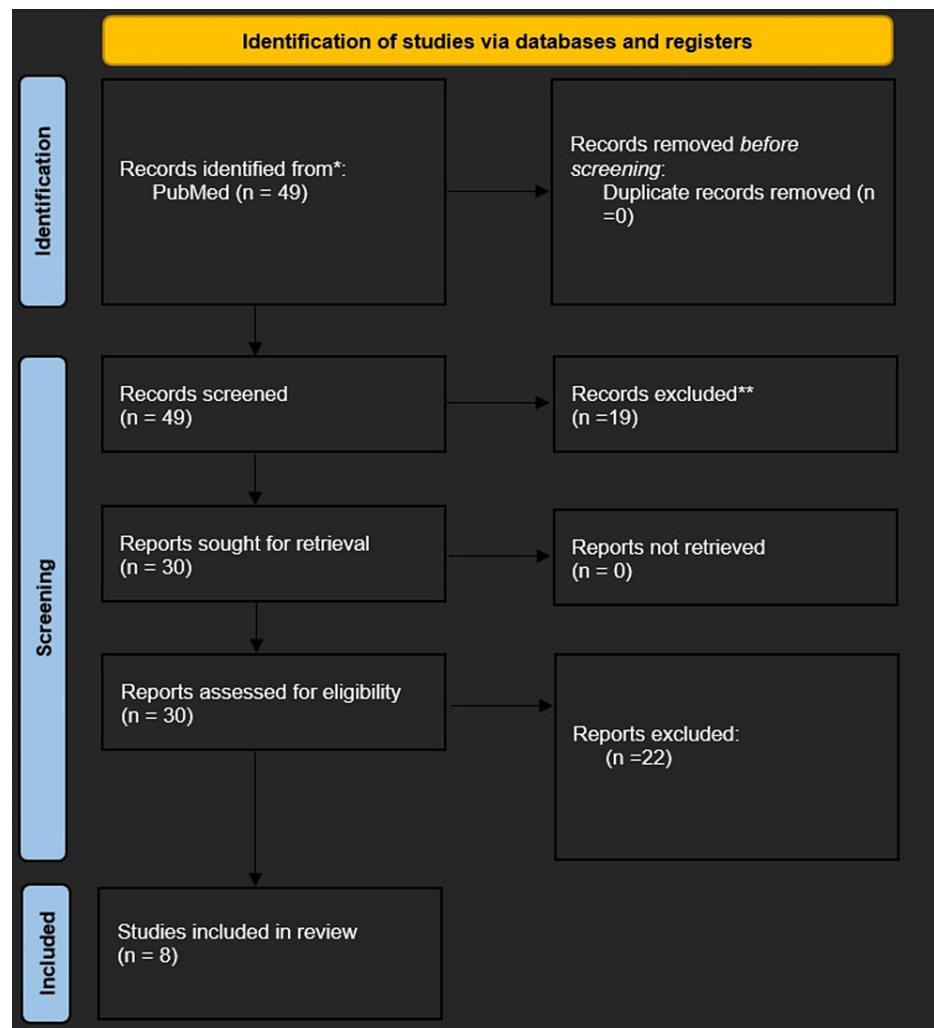 Identification of studies via databases and registers
Identification
Records identified from*:
PubMed (n = 49)
Records removed before
screening:
Duplicate records removed (n
=0)
Screening
Records screened
(n = 49)
Records excluded**
(n =19)
Reports sought for retrieval
(n = 30)
Reports not retrieved
(n = 0)
Reports assessed for eligibility
(n = 30)
Reports excluded:
(n =22)
Included
Studies included in review
(n = 8)